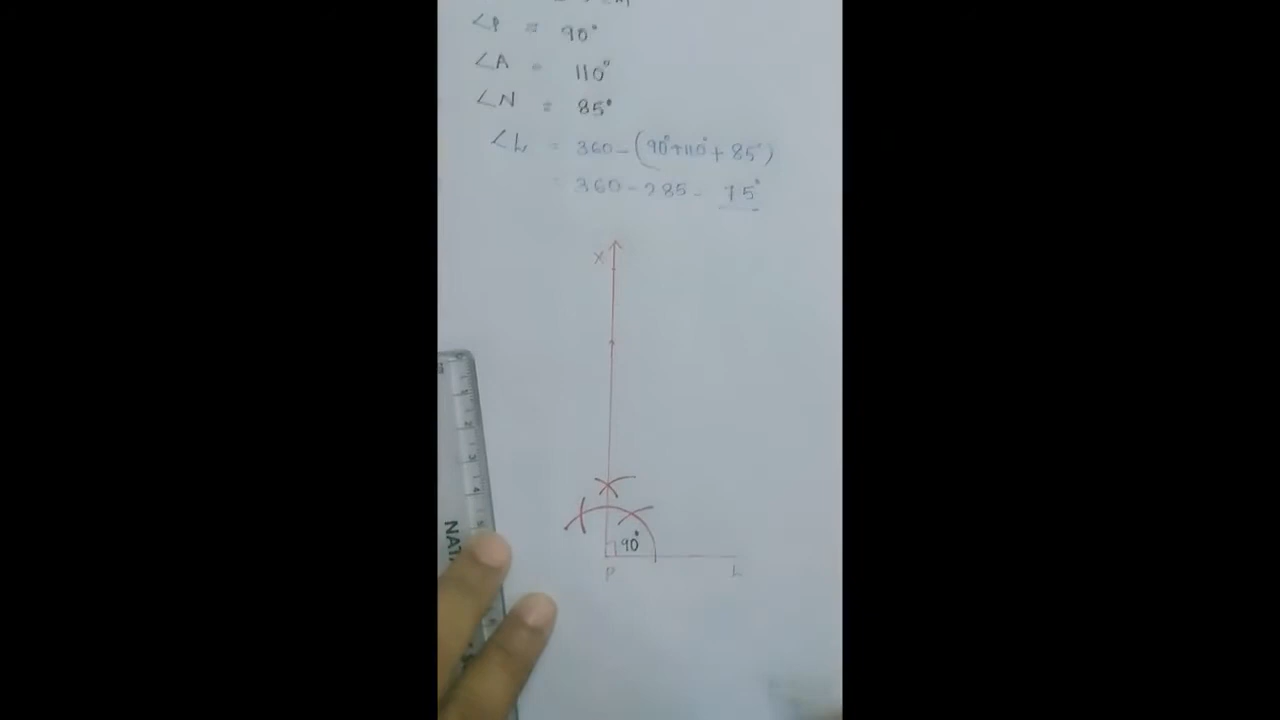 ∠P = 90°
∠A = 110°
∠N = 85°
∠L = 360 - (90°+110°+85°)
= 360 - 285 = 75°
X
90°
P L